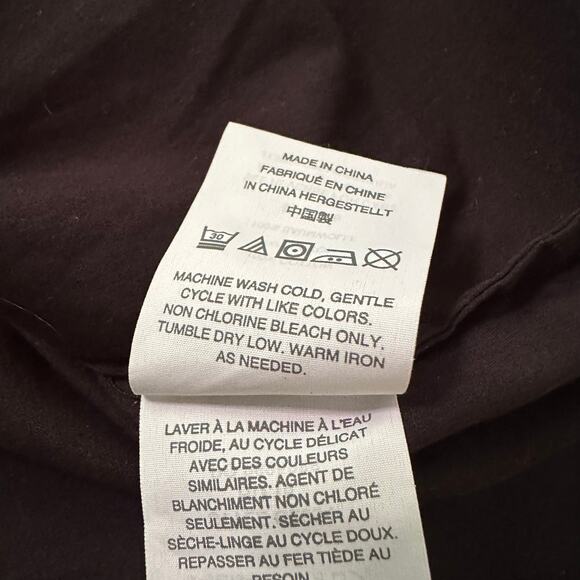 MADE IN CHINA
FABRIQUÉ EN CHINE
IN CHINA HERGESTELLT
中国製
30
MACHINE WASH COLD, GENTLE
CYCLE WITH LIKE COLORS.
NON CHLORINE BLEACH ONLY.
TUMBLE DRY LOW. WARM IRON
AS NEEDED.
LAVER À LA MACHINE À L'EAU
FROIDE, AU CYCLE DÉLICAT
AVEC DES COULEURS
SIMILAIRES. AGENT DE
BLANCHIMENT NON CHLORÉ
SEULEMENT. SÉCHER AU
SÈCHE-LINGE AU CYCLE DOUX.
REPASSER AU FER TIÈDE AU
BESOIN